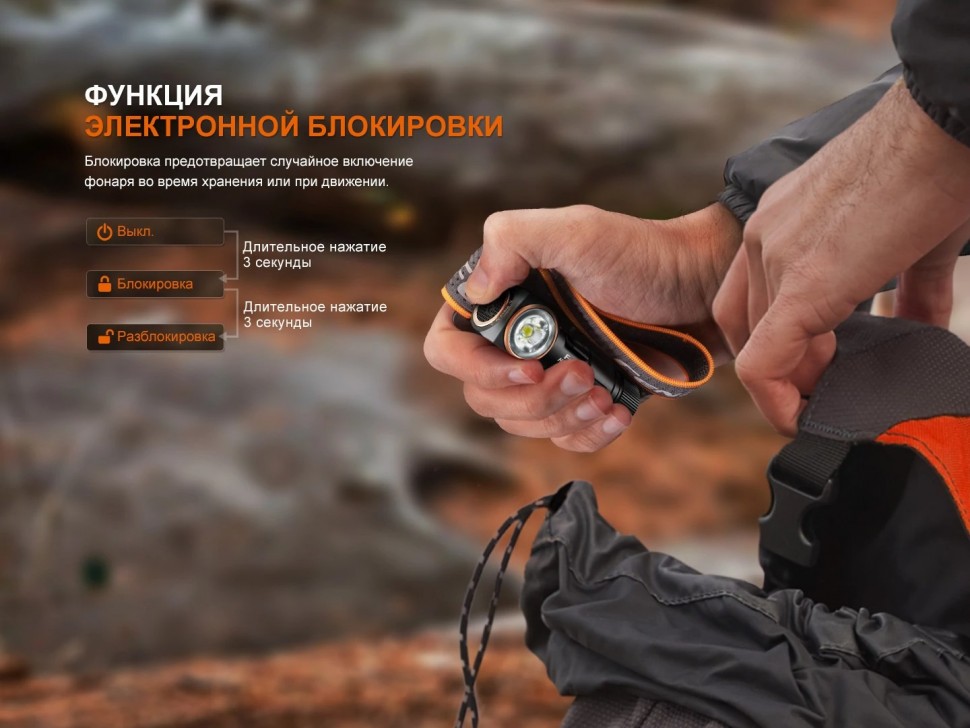 ФУНКЦИЯ
ЭЛЕКТРОННОЙ БЛОКИРОВКИ
Блокировка предотвращает случайное включение
фонаря во время хранения или при движении.
Выкл.
Длительное нажатие
3 секунды
Блокировка
Длительное нажатие
3 секунды
Разблокировка